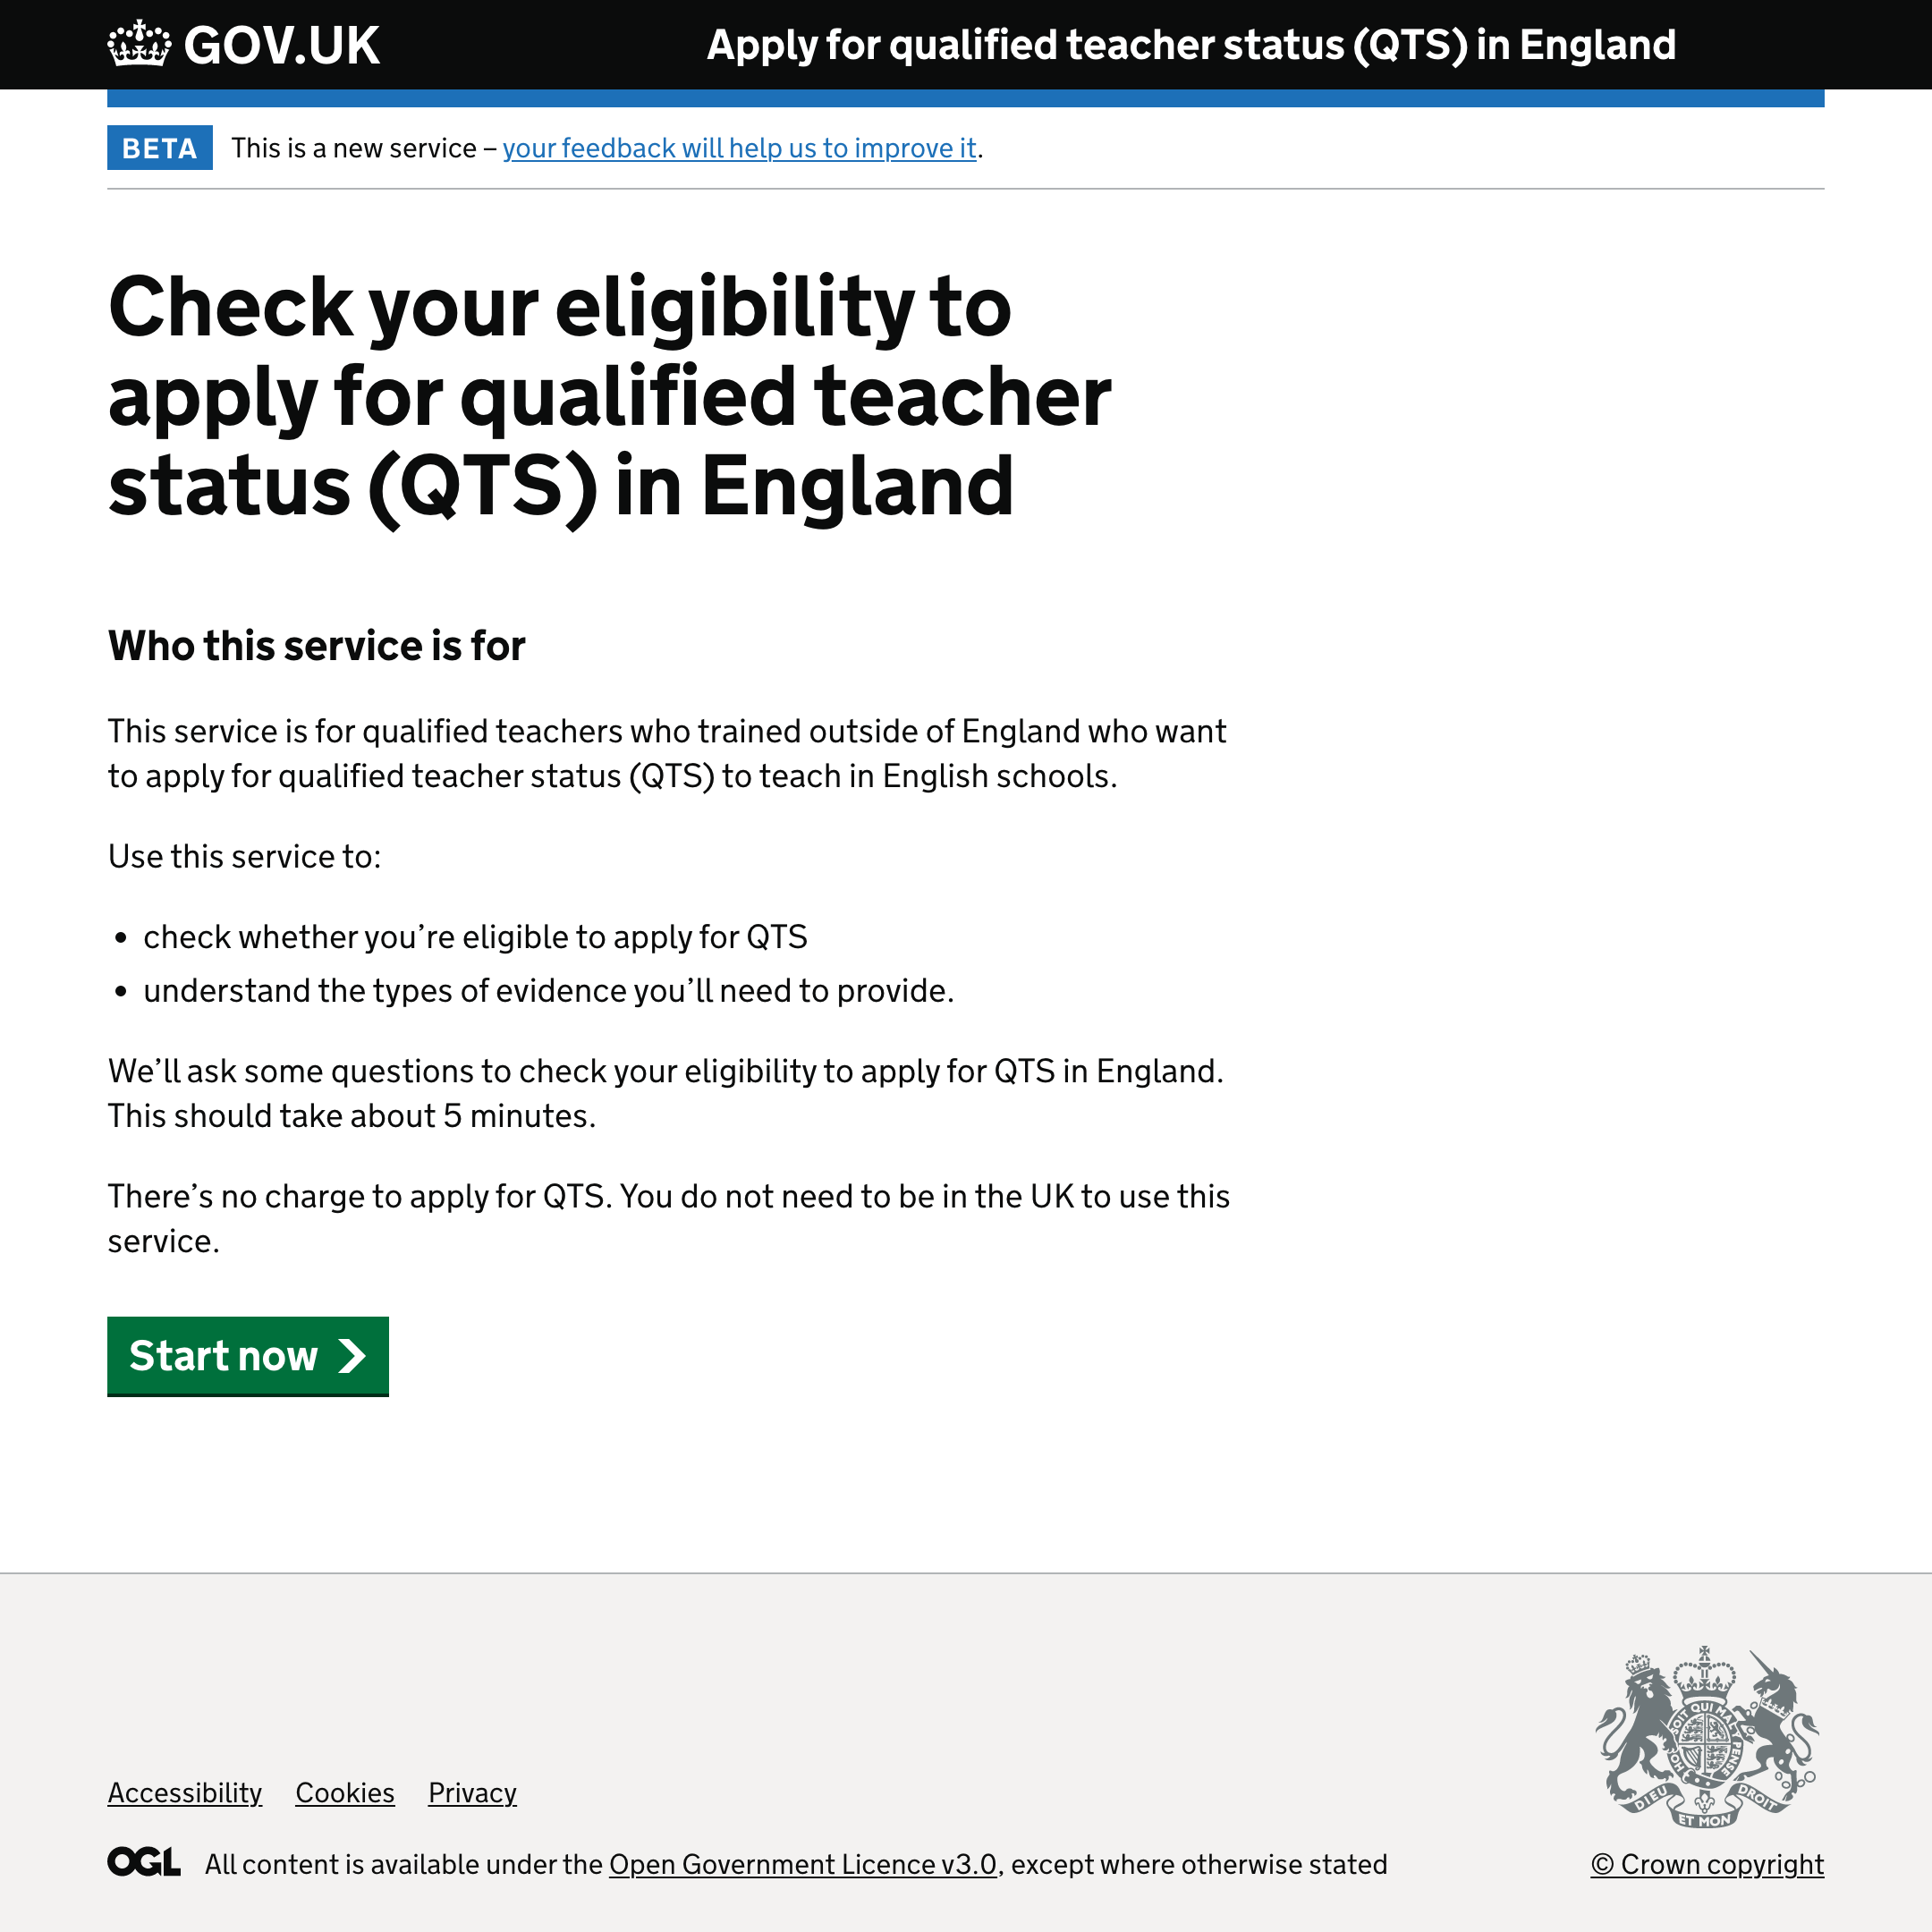 GOV.UK
Apply for qualified teacher status (QTS) in England
BETA
This is a new service – your feedback will help us to improve it.
Check your eligibility to
apply for qualified teacher
status (QTS) in England
Who this service is for
This service is for qualified teachers who trained outside of England who want
to apply for qualified teacher status (QTS) to teach in English schools.
Use this service to:
• check whether you’re eligible to apply for QTS
• understand the types of evidence you’ll need to provide.
We’ll ask some questions to check your eligibility to apply for QTS in England.
This should take about 5 minutes.
There’s no charge to apply for QTS. You do not need to be in the UK to use this
service.
Start now
SOIT QUI MAL Y PENSE
DIEU ET MON DROIT
Accessibility Cookies Privacy
OGL All content is available under the Open Government Licence v3.0, except where otherwise stated
© Crown copyright